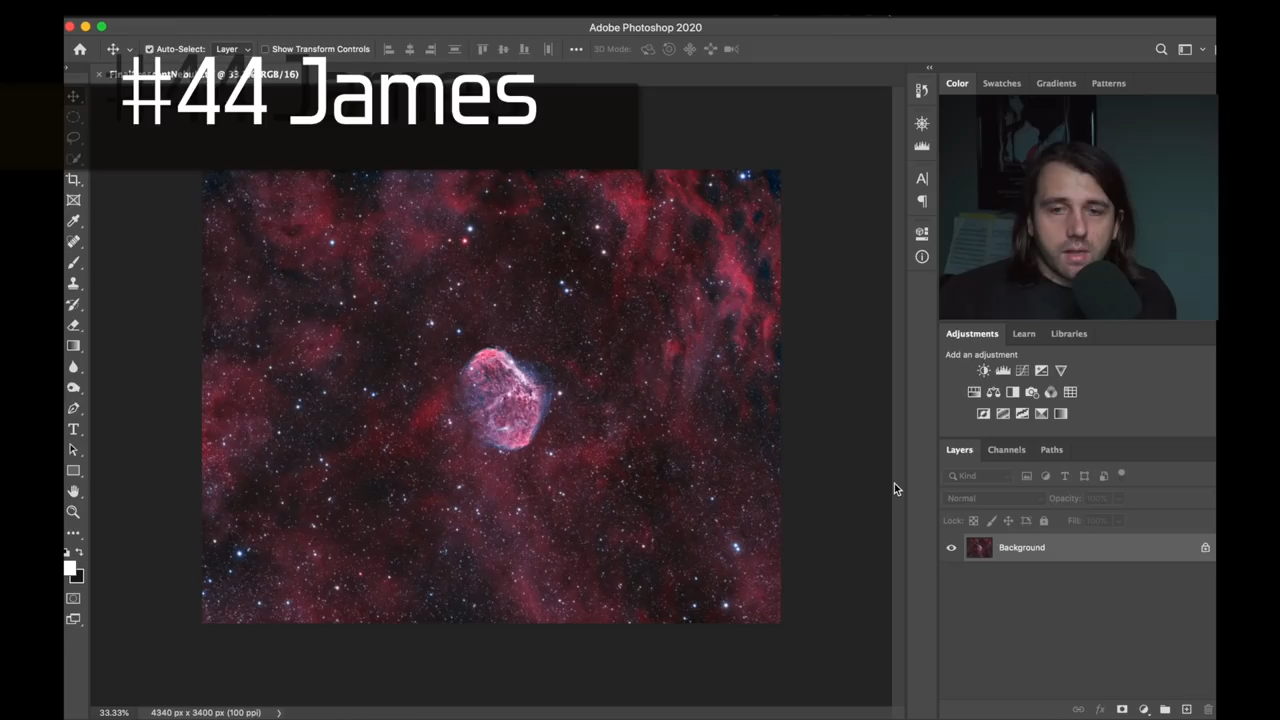 Adobe Photoshop 2020
Auto-Select: Layer Show Transform Controls 3D Mode:
#44 James
Color Swatches Gradients Patterns
Adjustments Learn Libraries
Add an adjustment
Layers Channels Paths
Kind
Normal Opacity: 100%
Lock: Fill: 100%
Background
33.33% 4340 px x 3400 px (100 ppi)